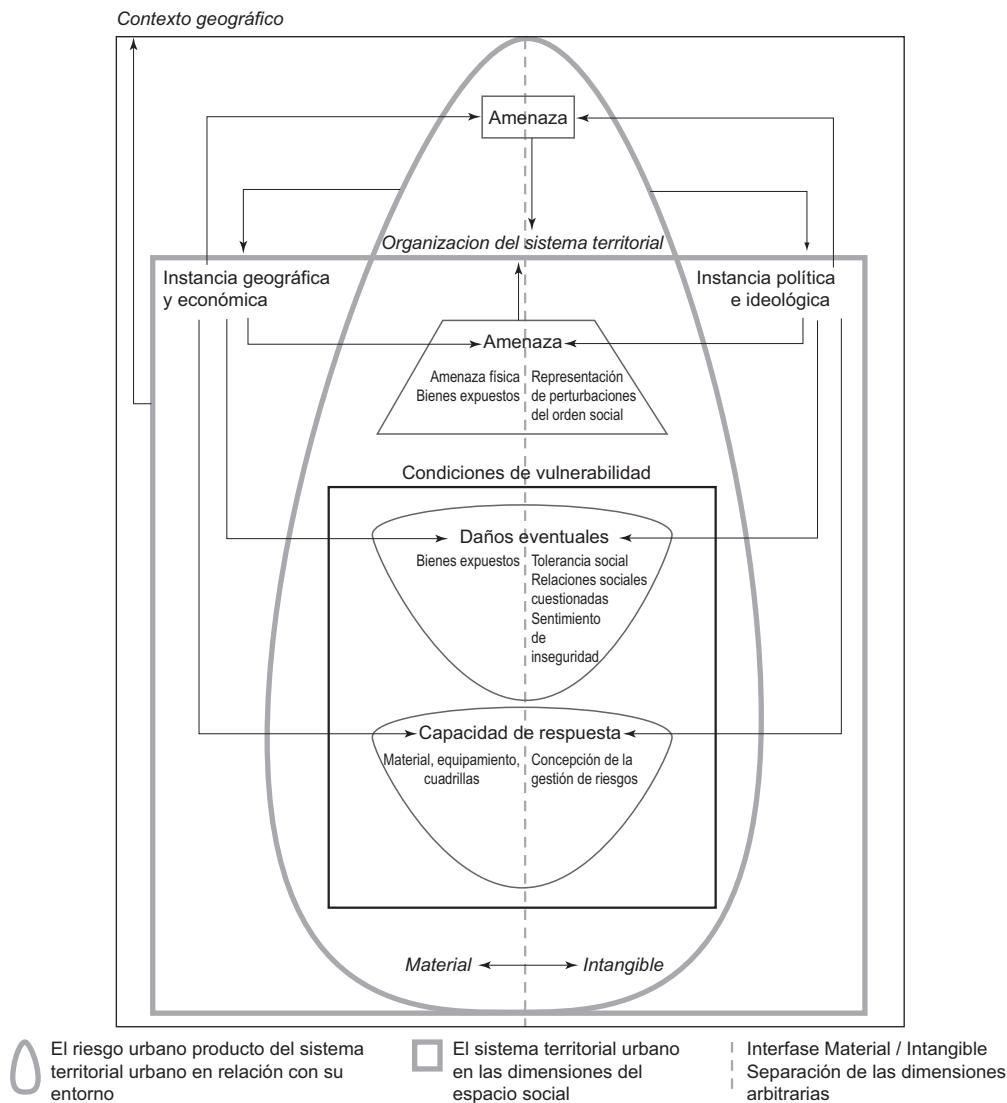 Contexto geográfico
Amenaza
Organizacion del sistema territorial
Instancia geográfica
y económica
Instancia política
e ideológica
Amenaza
Amenaza física
Bienes expuestos
Representación
de perturbaciones
del orden social
Condiciones de vulnerabilidad
Daños eventuales
Bienes expuestos
Tolerancia social
Relaciones sociales
cuestionadas
Sentimiento
de
inseguridad
Capacidad de respuesta
Material, equipamiento,
cuadrillas
Concepción de la
gestión de riesgos
Material
Intangible
El riesgo urbano producto del sistema
territorial urbano en relación con su
entorno
El sistema territorial urbano
en las dimensiones del
espacio social
Interfase Material / Intangible
Separación de las dimensiones
arbitrarias